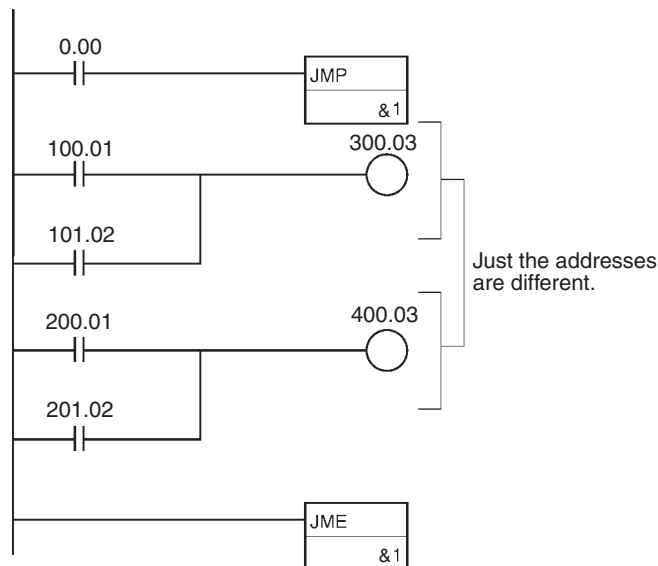 0.00
JMP
&1
100.01
300.03
101.02
Just the addresses
are different.
200.01
400.03
201.02
JME
&1